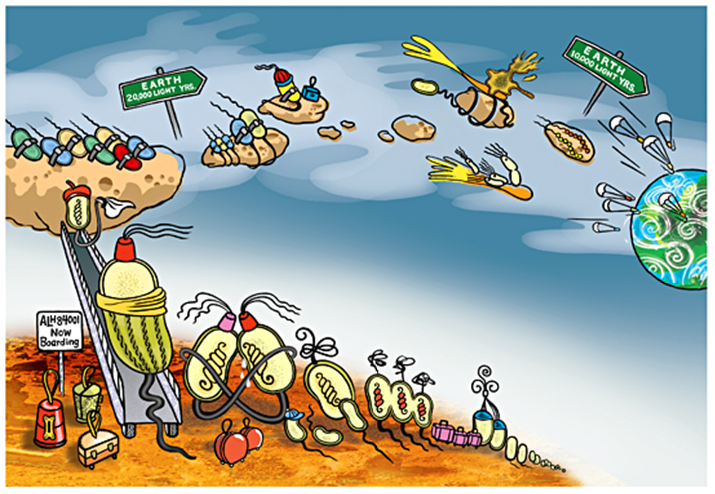 EARTH
20,000 LIGHT YRS.
EARTH
10,000 LIGHT YRS.
ALH84001
Now
Boarding